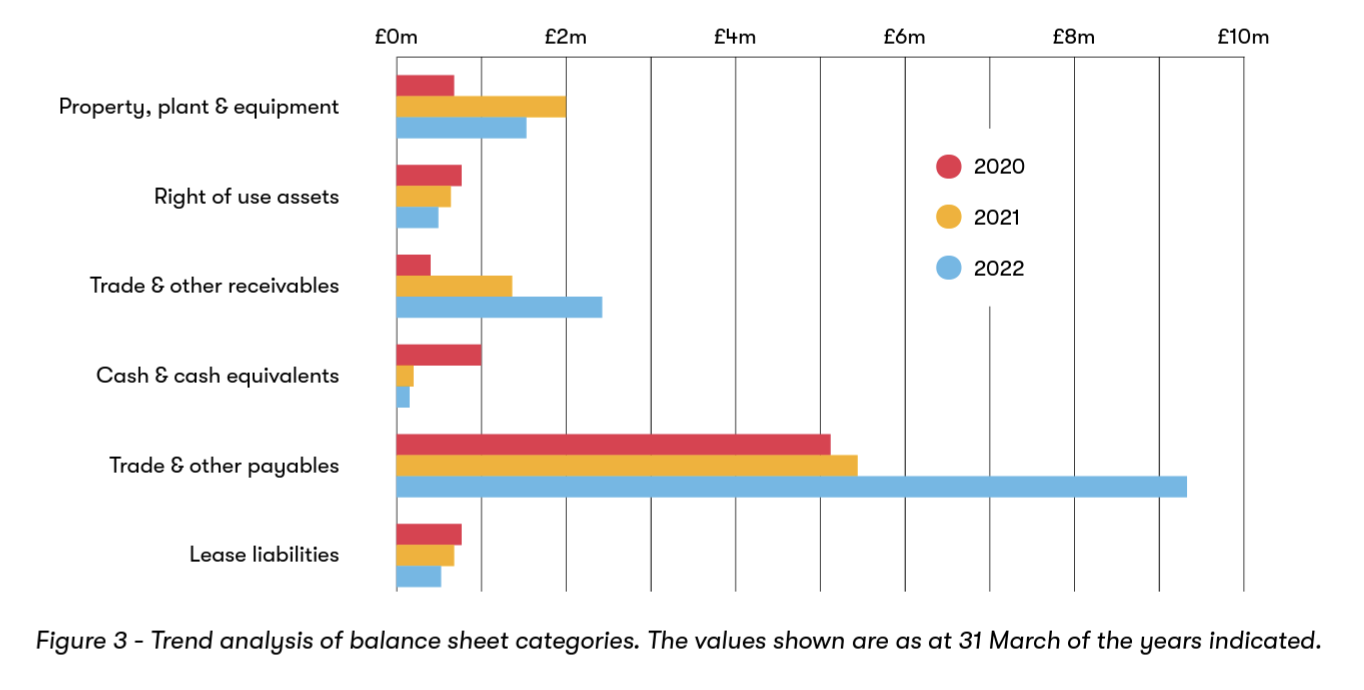 £0m £2m £4m £6m £8m £10m
Property, plant & equipment
2020
Right of use assets
2021
2022
Trade & other receivables
Cash & cash equivalents
Trade & other payables
Lease liabilities
Figure 3 - Trend analysis of balance sheet categories. The values shown are as at 31 March of the years indicated.